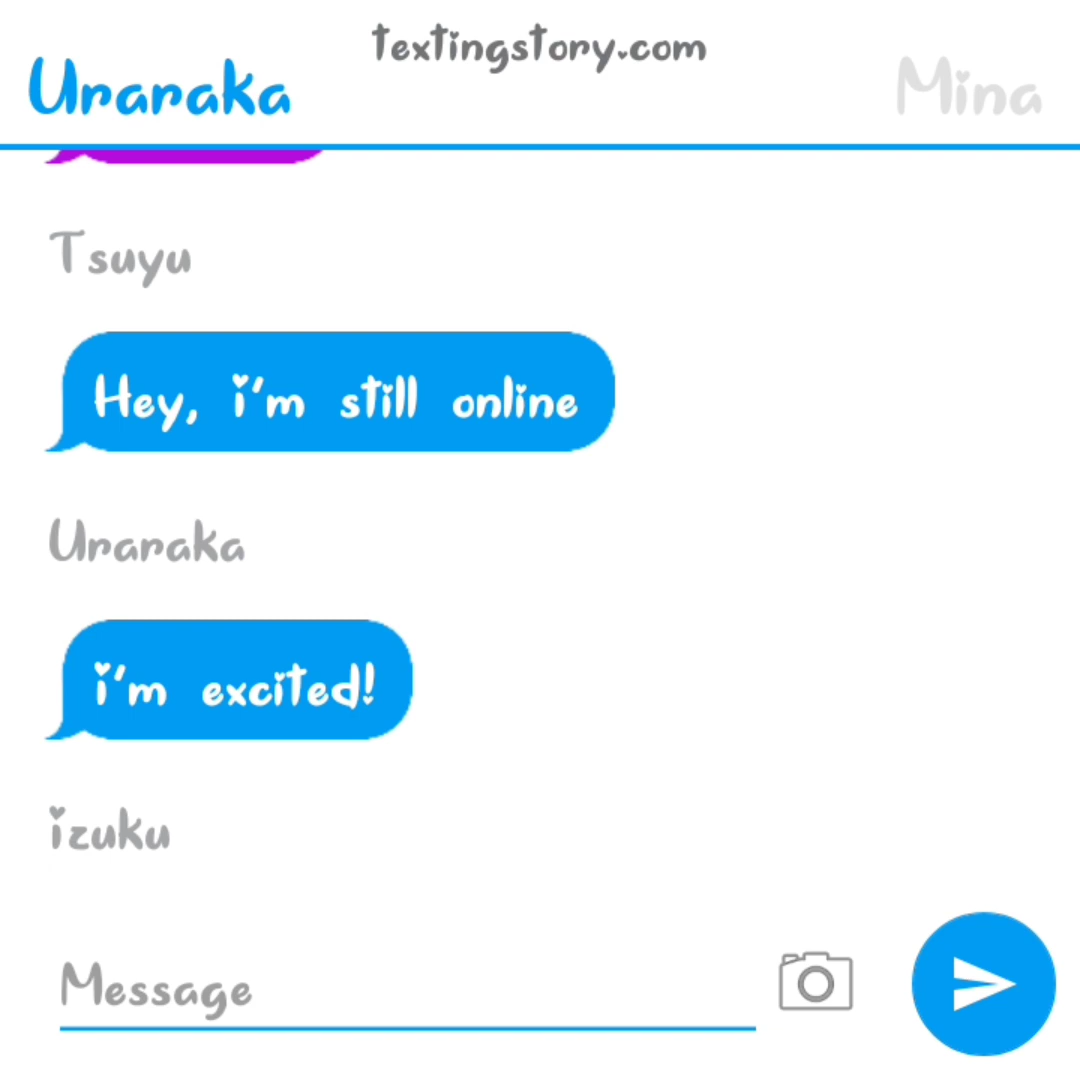 textingstory.com
Uraraka
Mina
Tsuyu
Hey, i'm still online
Uraraka
i'm excited!
izuku
Message